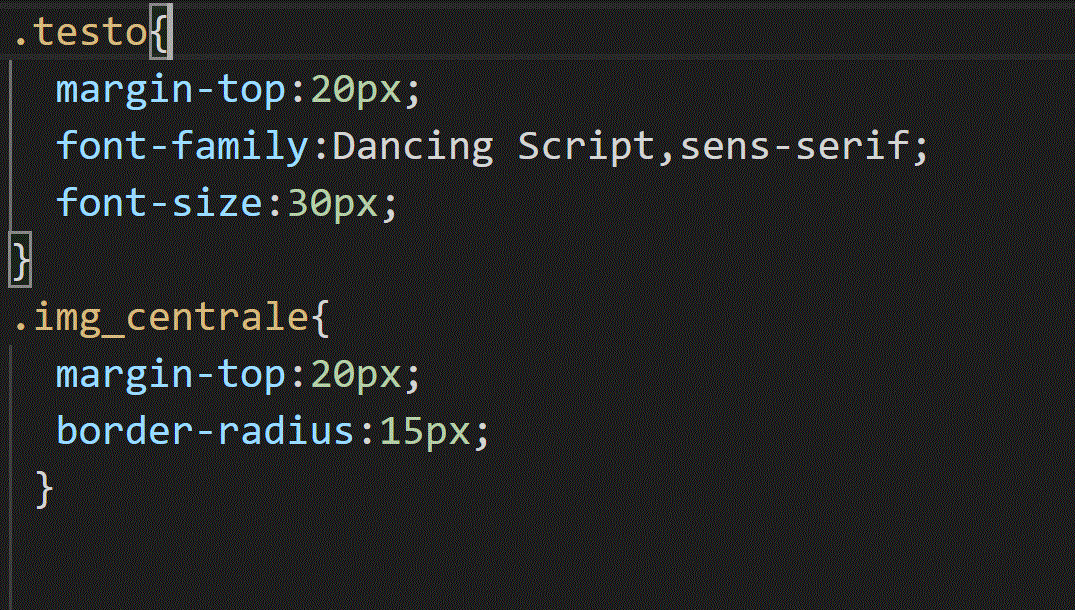 .testo{
margin-top:20px;
font-family:Dancing Script,sens-serif;
font-size:30px;
}
.img_centrale{
margin-top:20px;
border-radius:15px;
}